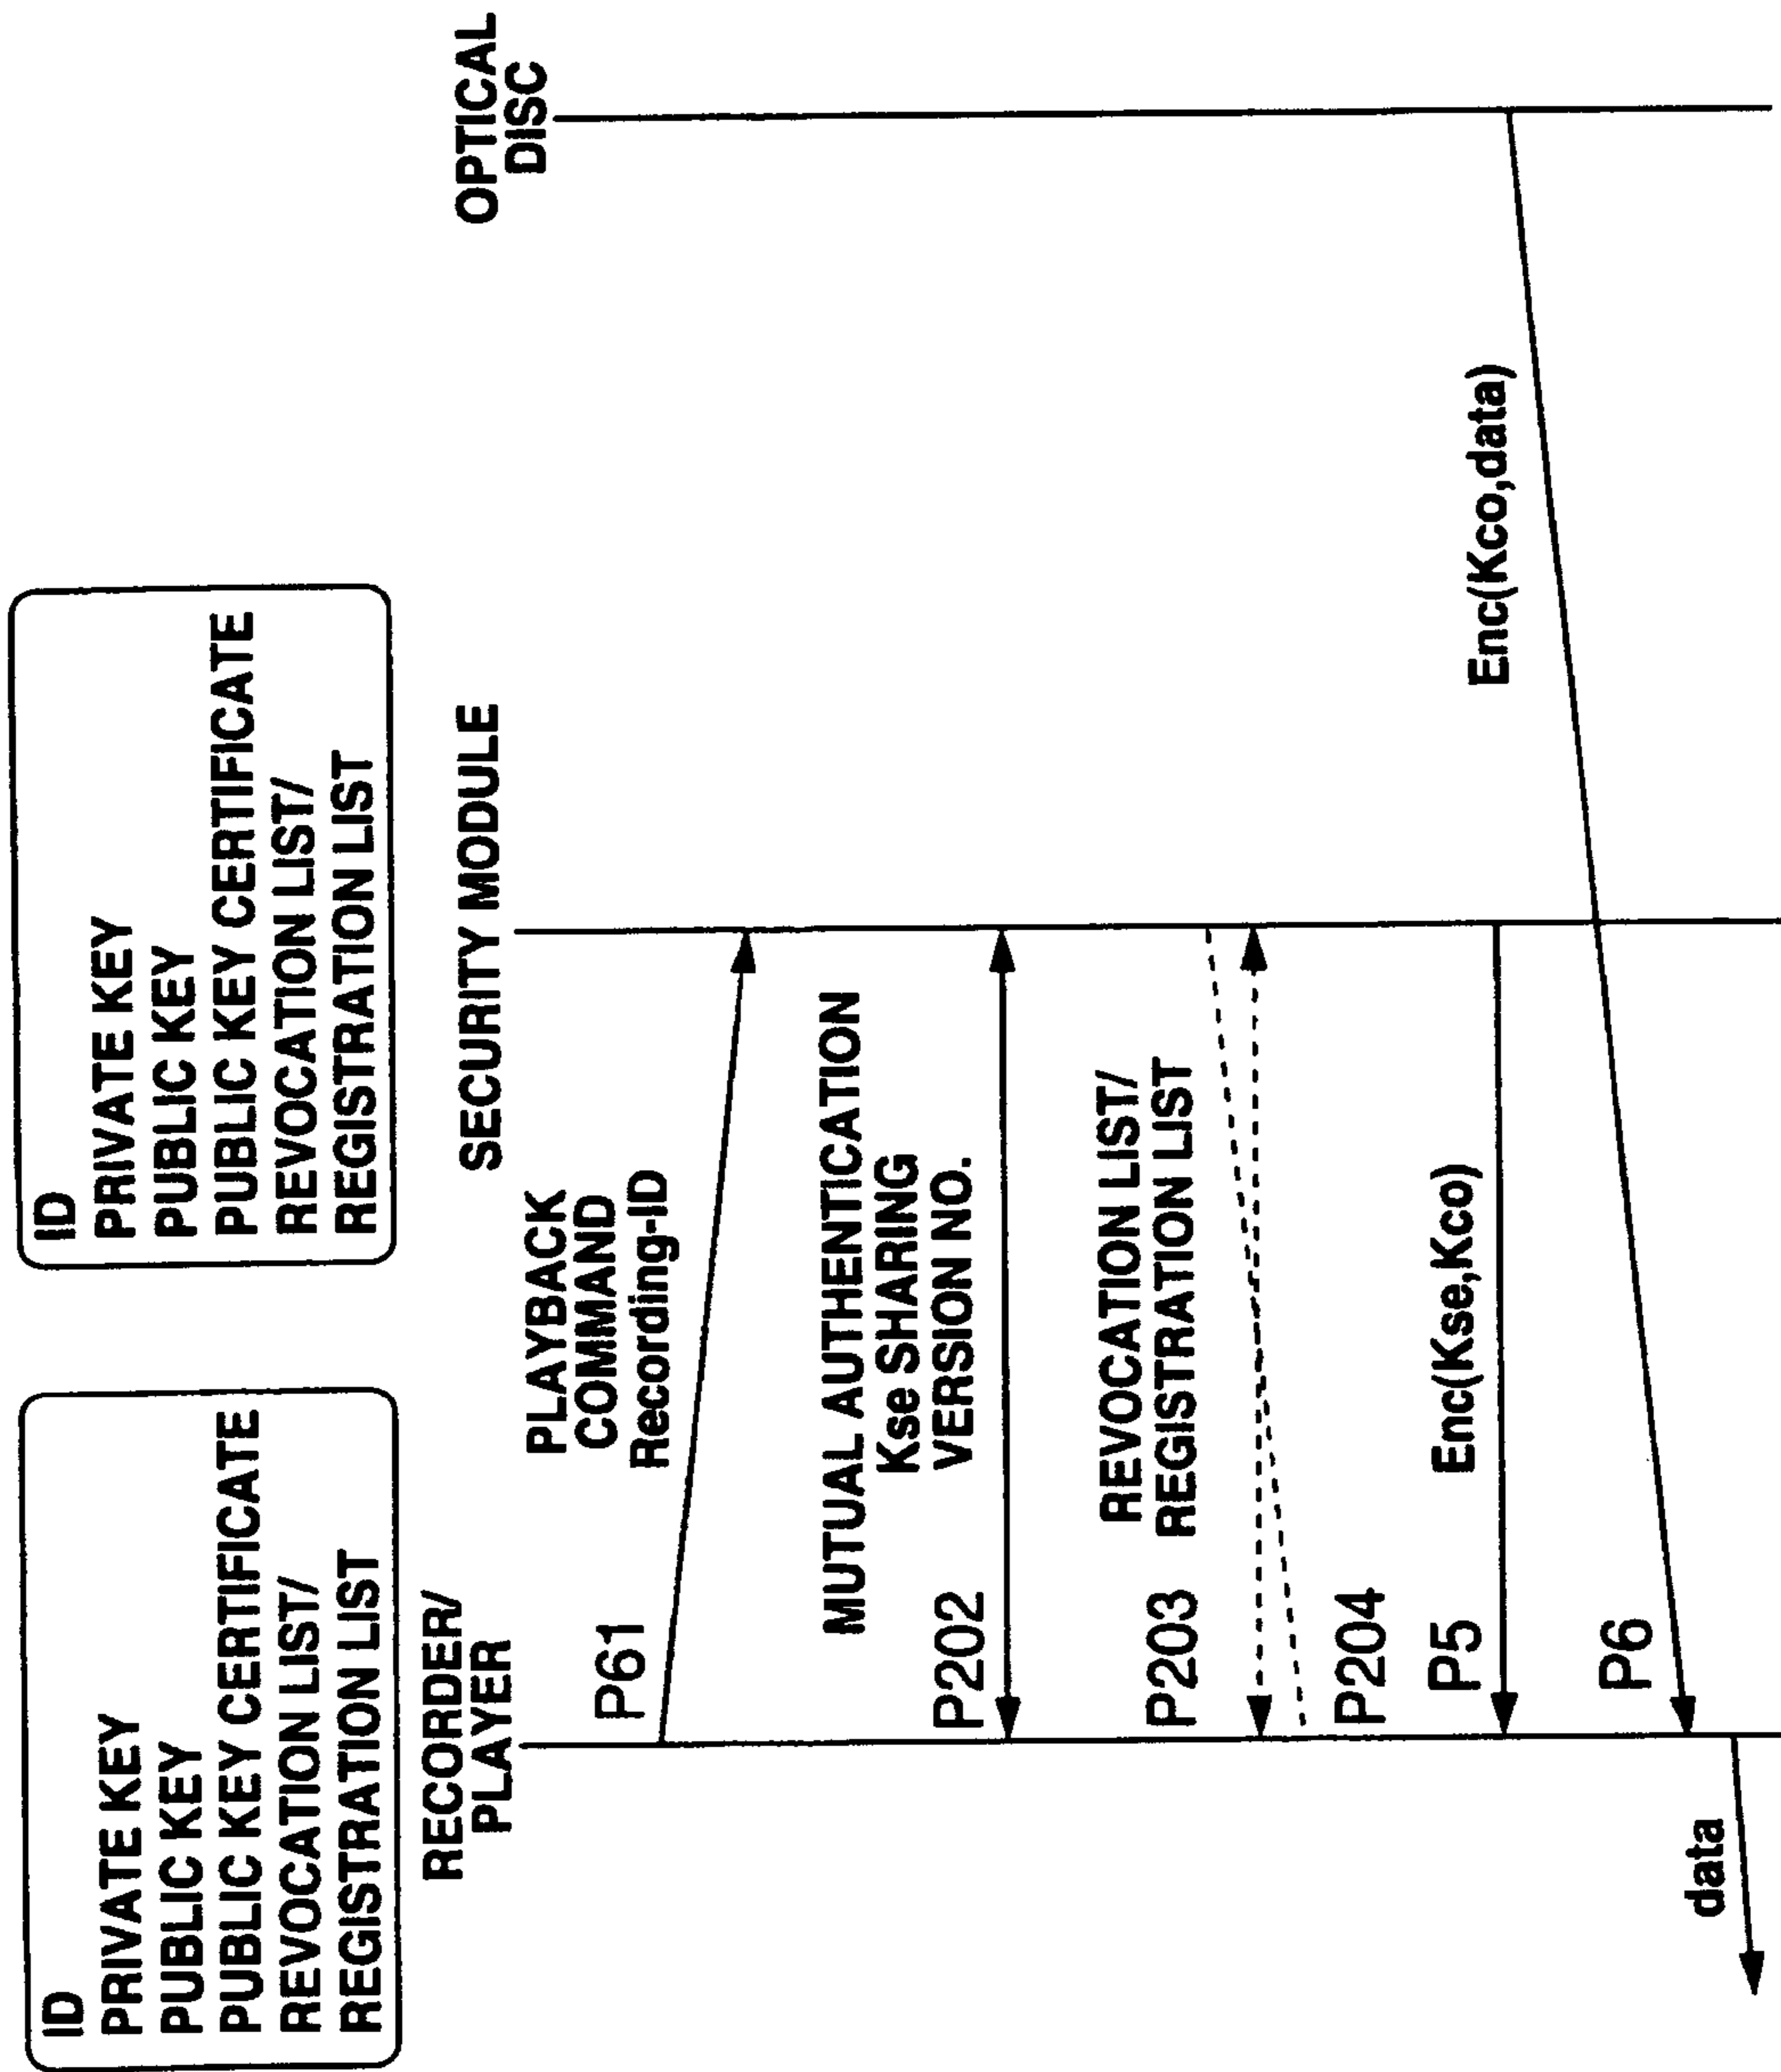 ID
PRIVATE KEY
PUBLIC KEY
PUBLIC KEY CERTIFICATE
REVOCATION LIST/
REGISTRATION LIST
ID
PRIVATE KEY
PUBLIC KEY
PUBLIC KEY CERTIFICATE
REVOCATION LIST/
REGISTRATION LIST
RECORDER/
PLAYER
SECURITY MODULE
OPTICAL
DISC
P61
PLAYBACK
COMMAND
Recording-ID
P202
MUTUAL AUTHENTICATION
Kse SHARING
VERSION NO.
P203
REVOCATION LIST/
REGISTRATION LIST
P204
P5
Enc(Kse,Kco)
P6
Enc(Kco,data)
data